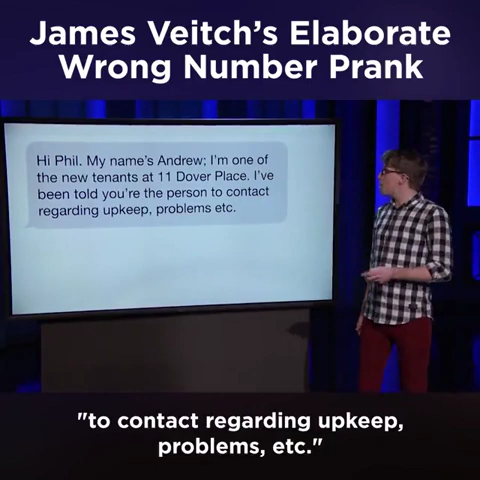 James Veitch’s Elaborate
Wrong Number Prank
Hi Phil. My name's Andrew; I'm one of
the new tenants at 11 Dover Place. I've
been told you're the person to contact
regarding upkeep, problems etc.
"to contact regarding upkeep,
problems, etc."